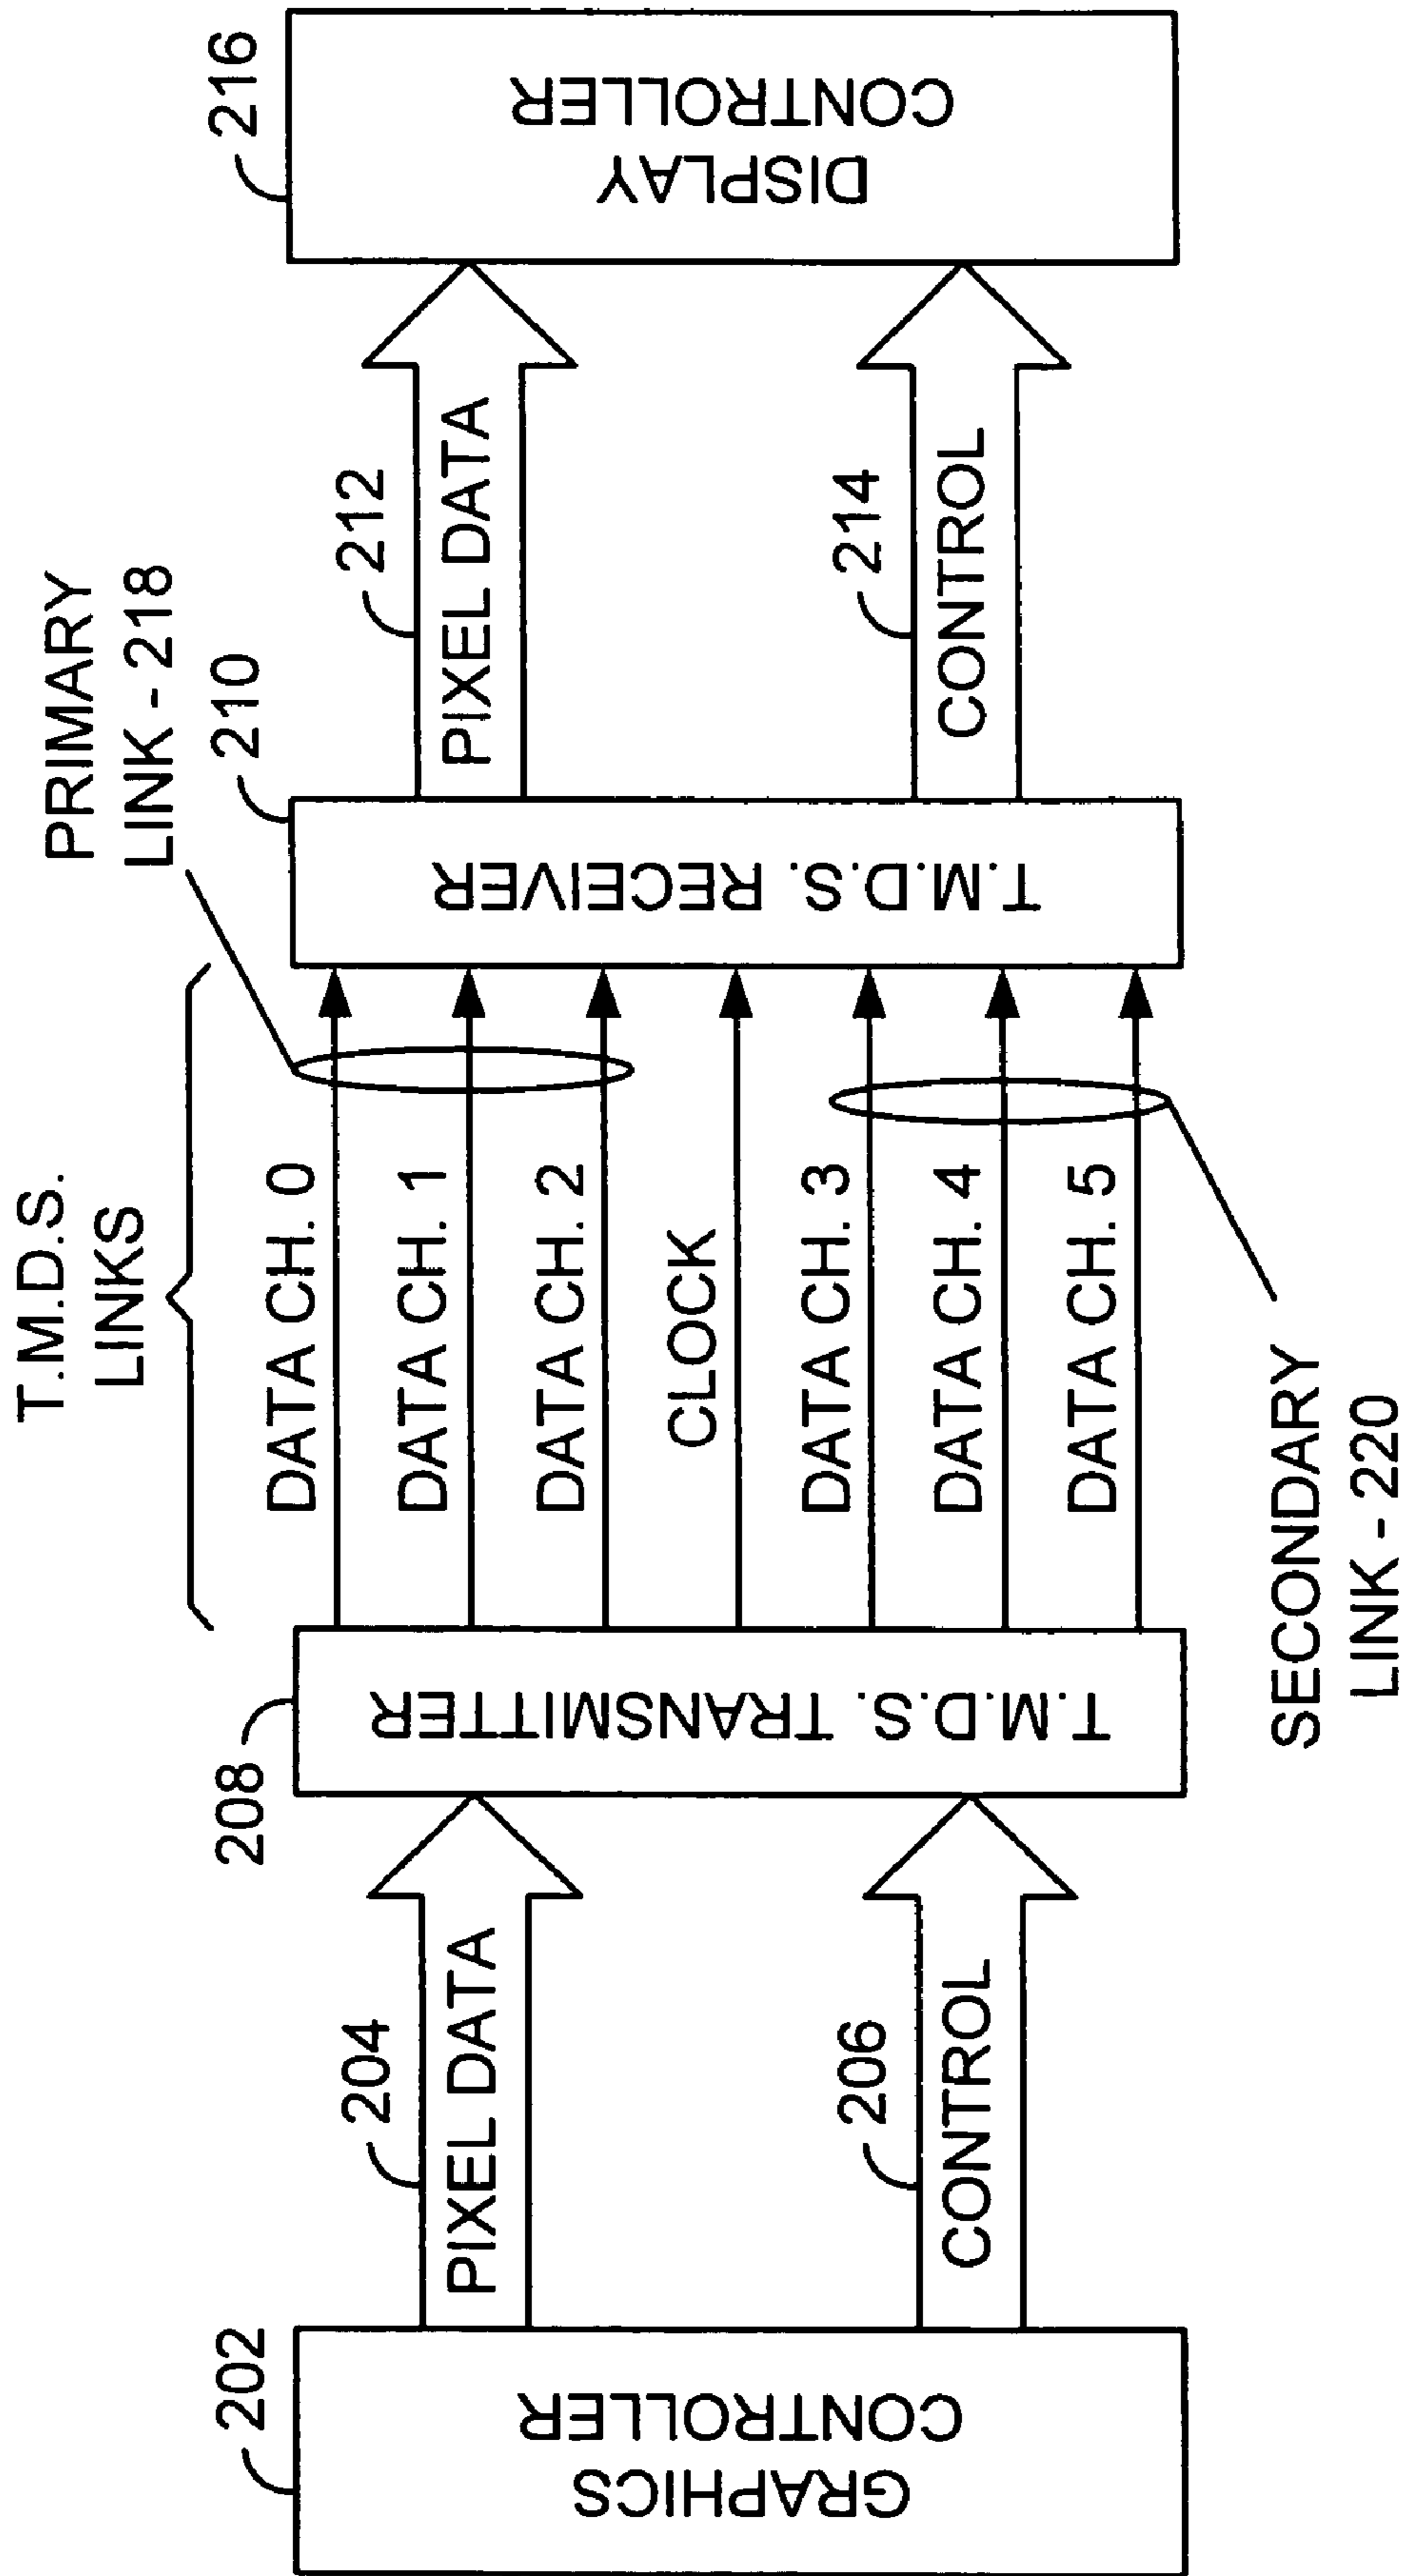 T.M.D.S.
LINKS
PRIMARY
LINK - 218
202
GRAPHICS
CONTROLLER
204
PIXEL DATA
206
CONTROL
208
T.M.D.S. TRANSMITTER
DATA CH. 0
DATA CH. 1
DATA CH. 2
CLOCK
DATA CH. 3
DATA CH. 4
DATA CH. 5
SECONDARY
LINK - 220
210
T.M.D.S. RECEIVER
212
PIXEL DATA
214
CONTROL
216
DISPLAY
CONTROLLER